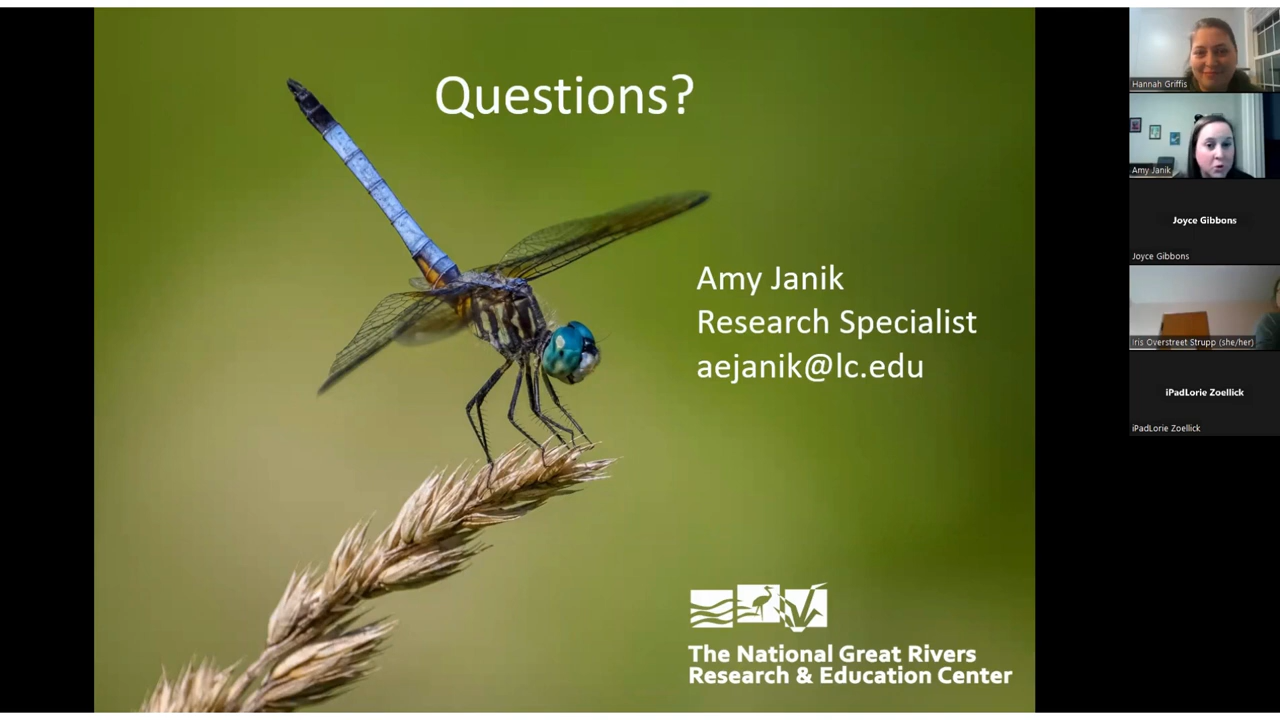 Questions?
Amy Janik
Research Specialist
aejanik@lc.edu
The National Great Rivers
Research & Education Center
Hannah Griffis
Amy Janik
Joyce Gibbons
Joyce Gibbons
Iris Overstreet Strupp (she/her)
iPadLorie Zoellick
iPadLorie Zoellick